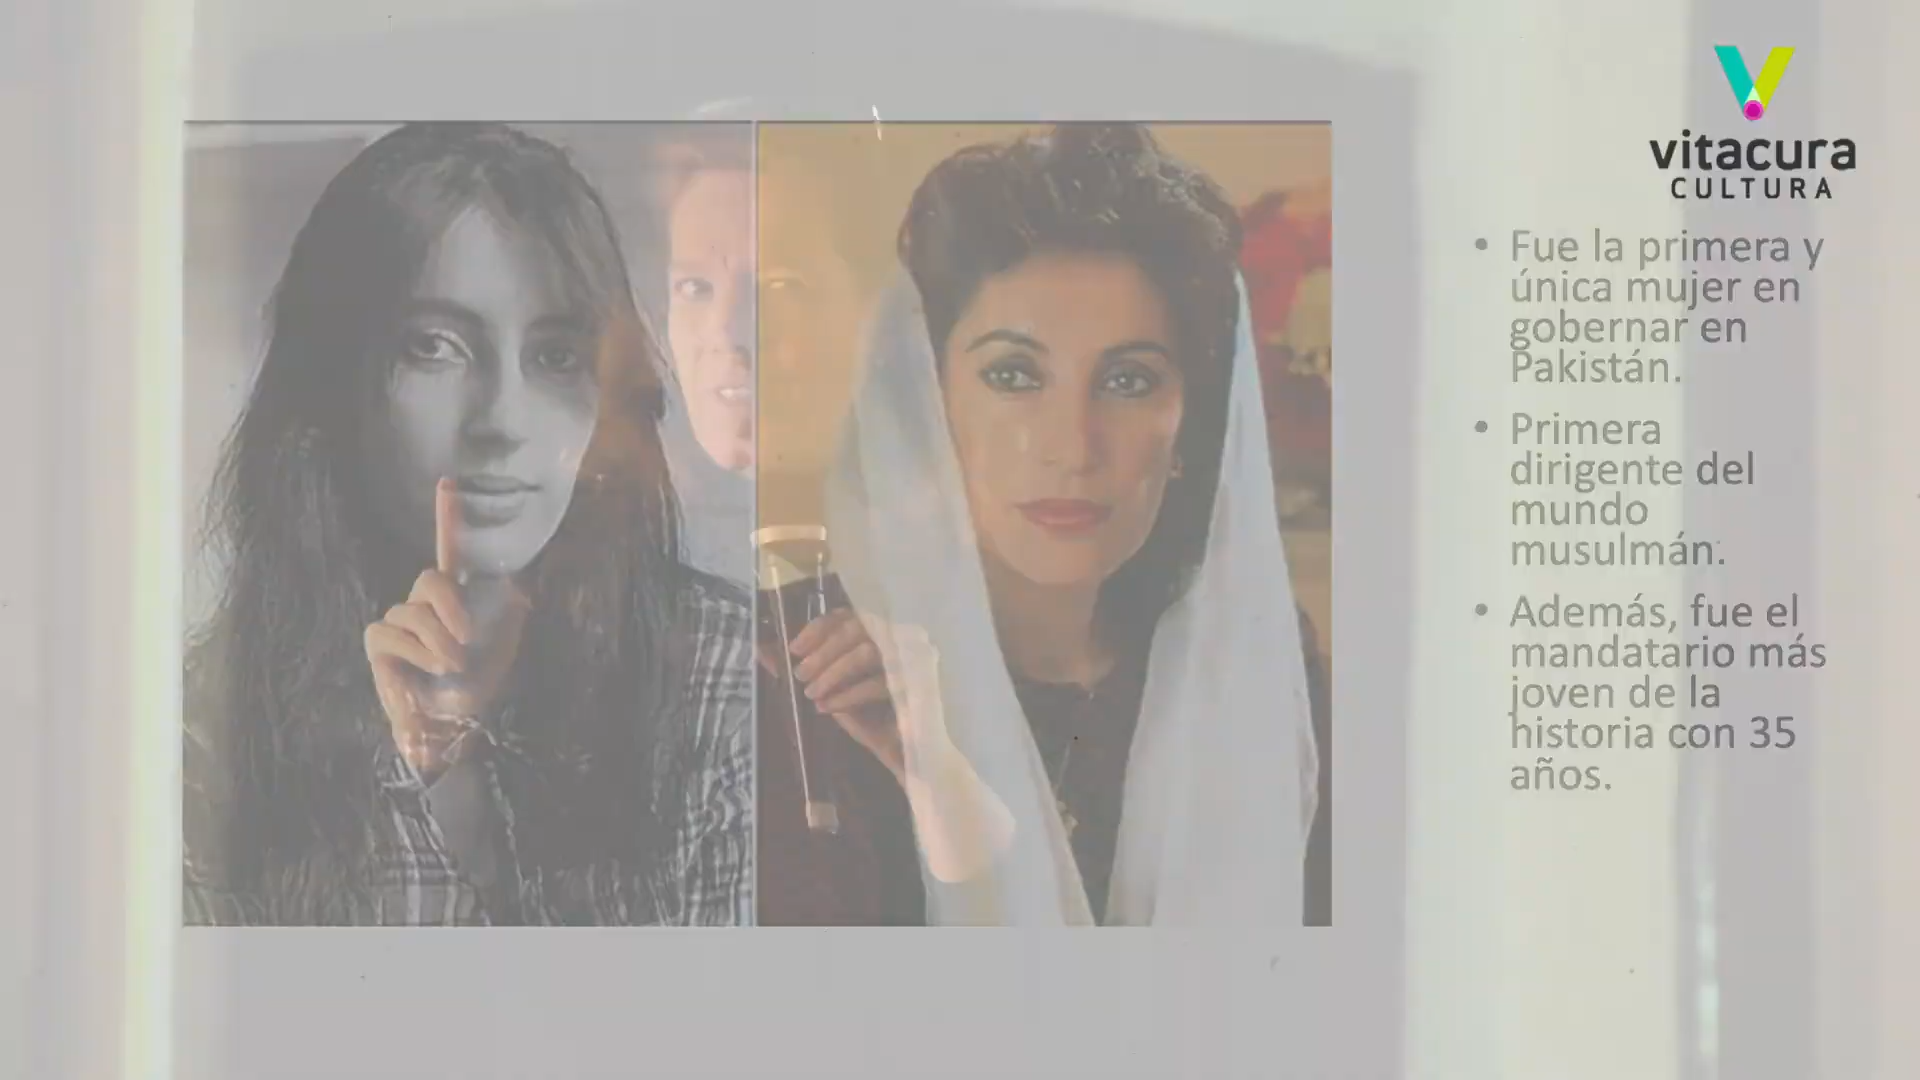 vitacura
CULTURA
• Fue la primera y
única mujer en
gobernar en
Pakistán.
• Primera
dirigente del
mundo
musulmán.
• Además, fue el
mandatario más
joven de la
historia con 35
años.